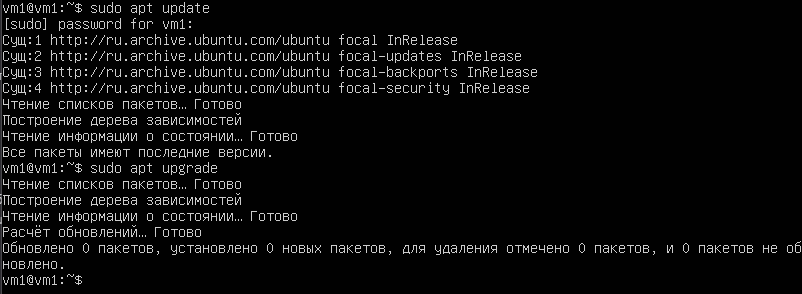 vm1@vm1:~$ sudo apt update
[sudo] password for vm1:
Сущ:1 http://ru.archive.ubuntu.com/ubuntu focal InRelease
Сущ:2 http://ru.archive.ubuntu.com/ubuntu focal-updates InRelease
Сущ:3 http://ru.archive.ubuntu.com/ubuntu focal-backports InRelease
Сущ:4 http://ru.archive.ubuntu.com/ubuntu focal-security InRelease
Чтение списков пакетов… Готово
Построение дерева зависимостей
Чтение информации о состоянии… Готово
Все пакеты имеют последние версии.
vm1@vm1:~$ sudo apt upgrade
Чтение списков пакетов… Готово
Построение дерева зависимостей
Чтение информации о состоянии… Готово
Расчёт обновлений… Готово
Обновлено 0 пакетов, установлено 0 новых пакетов, для удаления отмечено 0 пакетов, и 0 пакетов не об
новлено.
vm1@vm1:~$